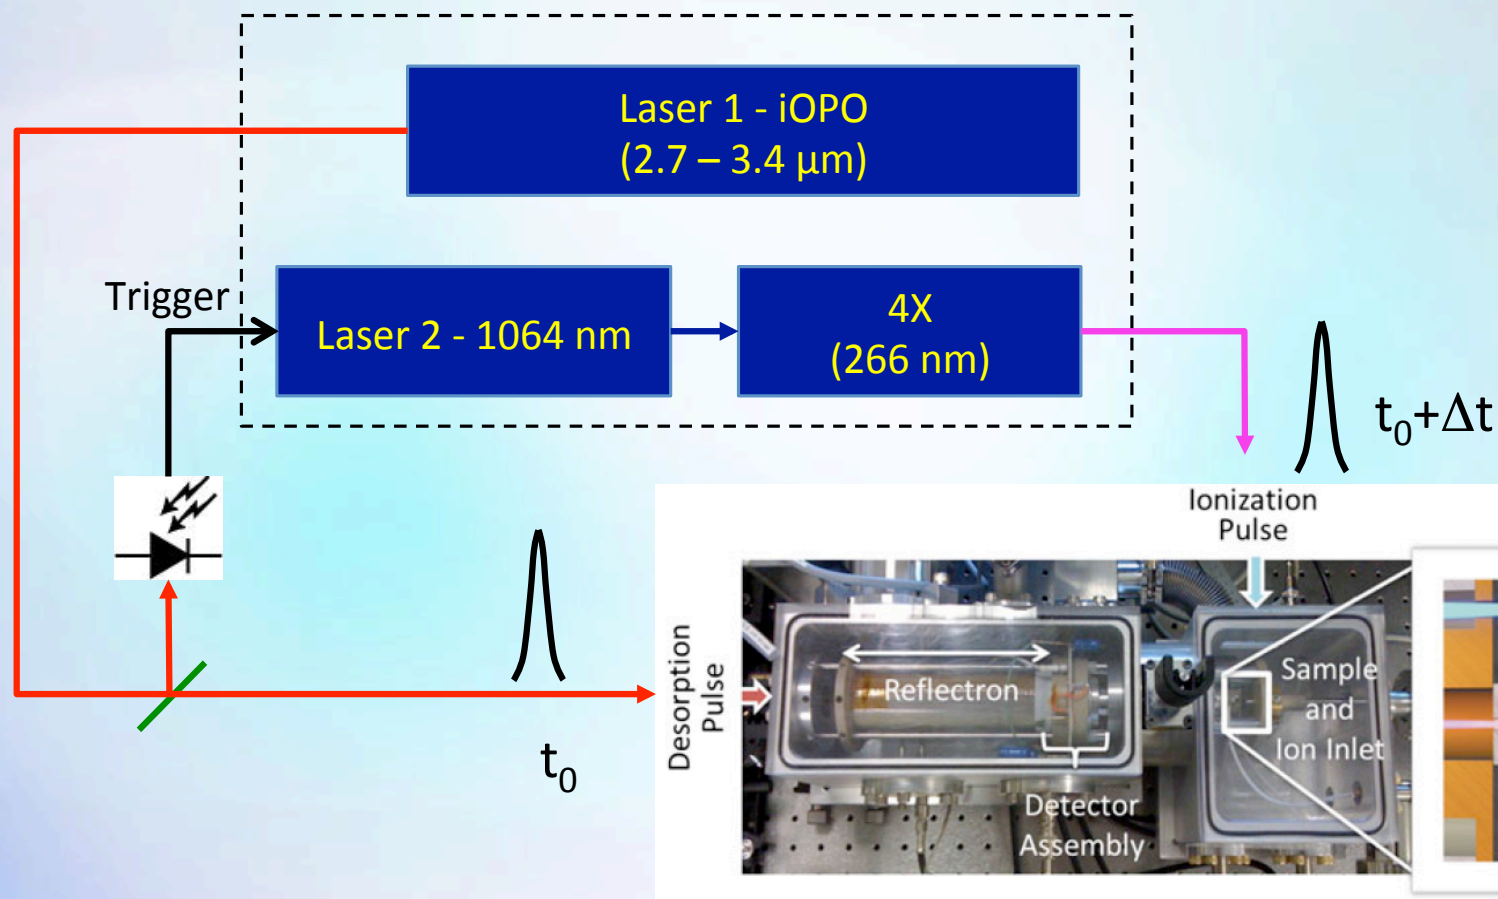 Laser 1 - iOPO
(2.7 – 3.4 μm)
Trigger
Laser 2 - 1064 nm
4X
(266 nm)
t₀+Δt
Ionization
Pulse
Desorption
Pulse
Reflectron
Sample
and
Ion Inlet
t₀
Detector
Assembly